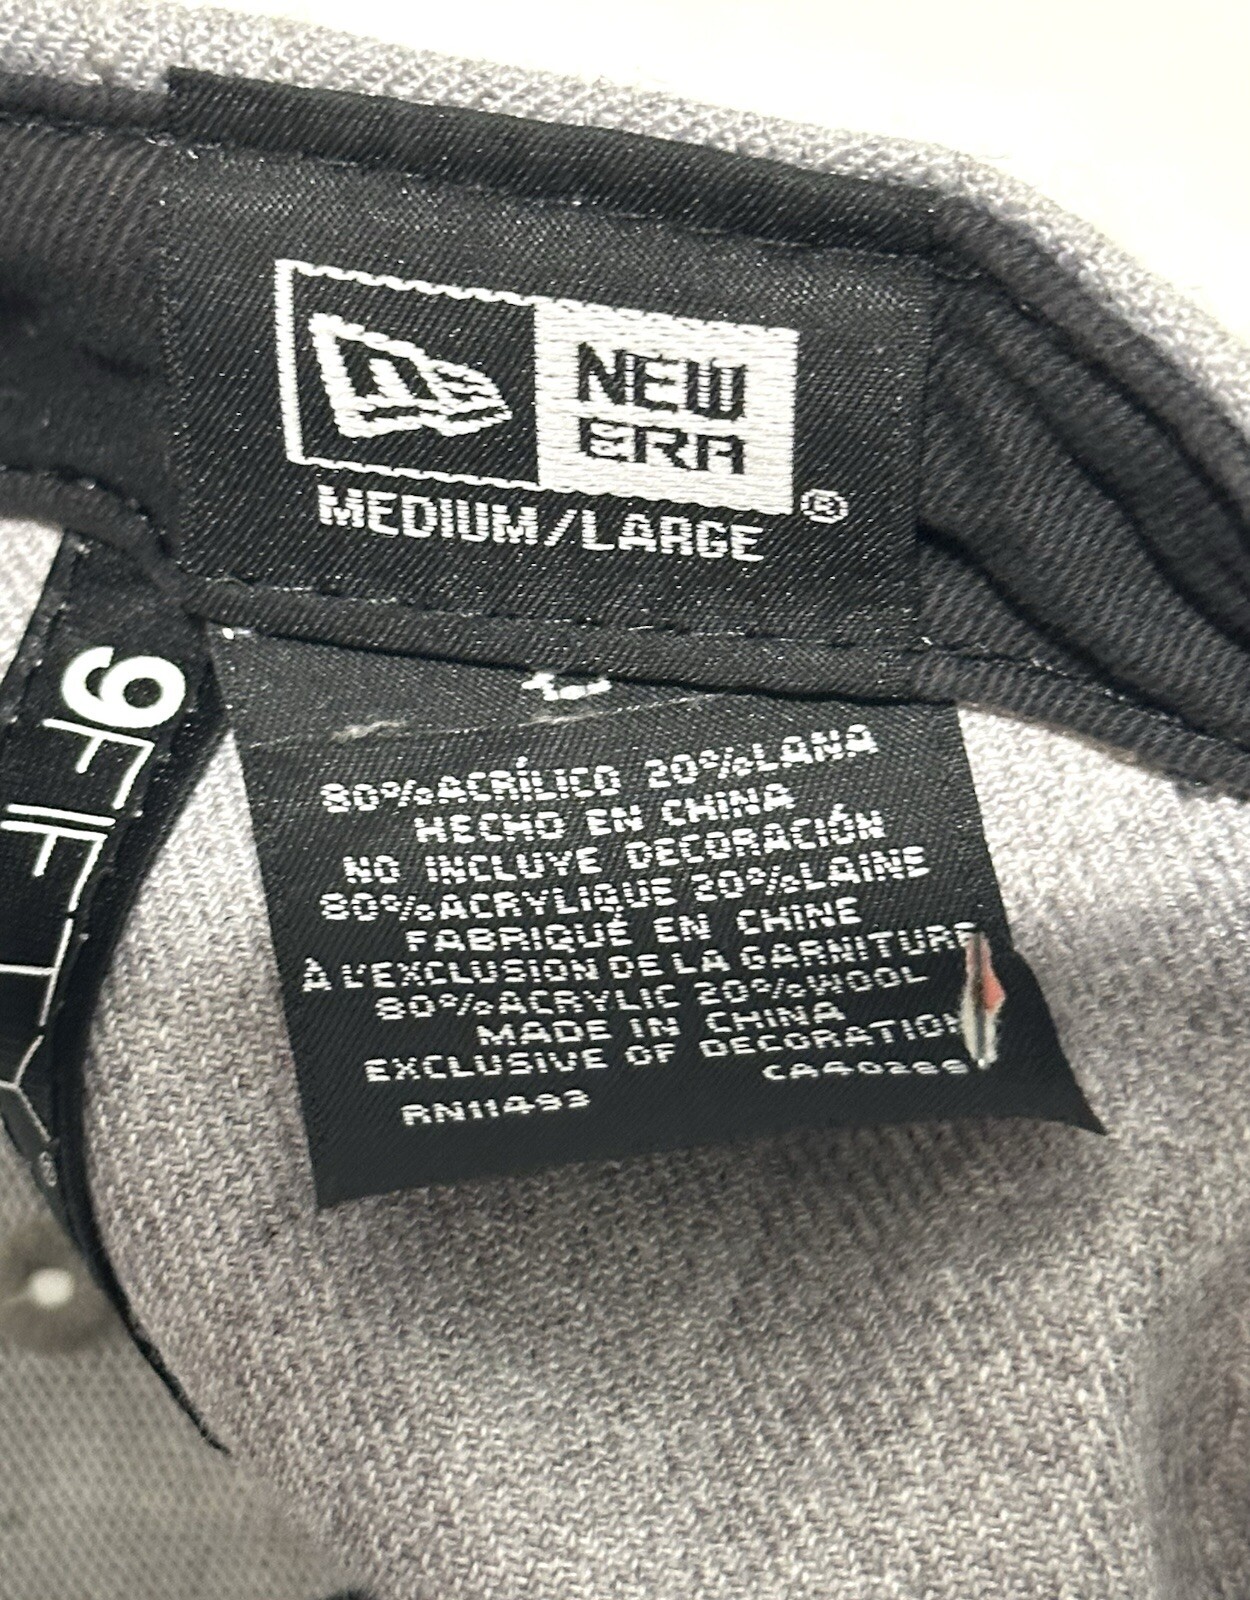 NEW
ERA
®
MEDIUM/LARGE
9FIFTY
80%ACRÍLICO 20%LANA
HECHO EN CHINA
NO INCLUYE DECORACIÓN
80%ACRYLIQUE 20%LAINE
FABRIQUÉ EN CHINE
À L'EXCLUSION DE LA GARNITURE
80%ACRYLIC 20%WOOL
MADE IN CHINA
EXCLUSIVE OF DECORATION
RN11493